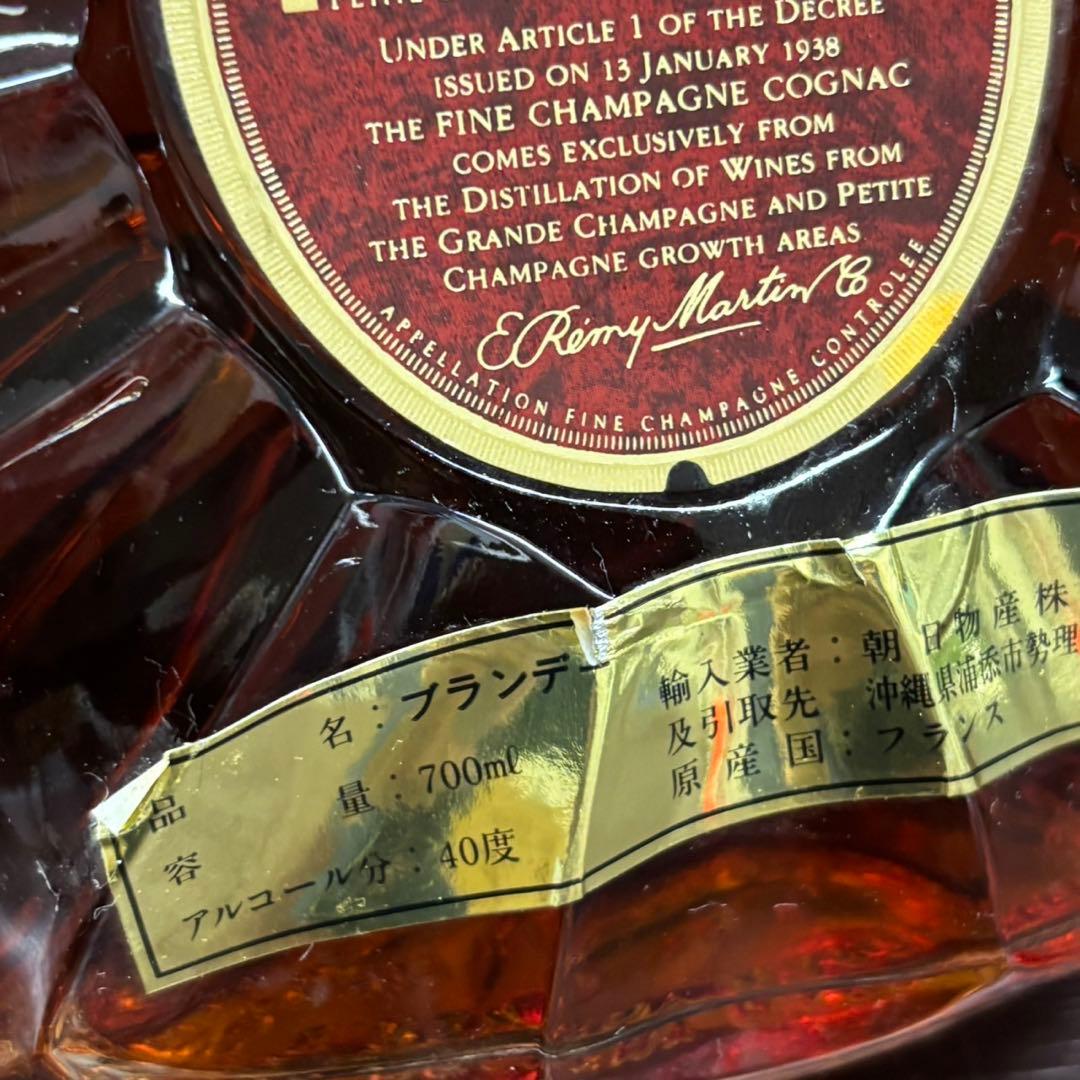 UNDER ARTICLE 1 OF THE DECREE
ISSUED ON 13 JANUARY 1938
THE FINE CHAMPAGNE COGNAC
COMES EXCLUSIVELY FROM
THE DISTILLATION OF WINES FROM
THE GRANDE CHAMPAGNE AND PETITE
CHAMPAGNE GROWTH AREAS
E. Rémy Martin & Co
APPELLATION FINE CHAMPAGNE CONTROLEE
品名:ブランデー
容量:700ml
アルコール分:40度
輸入業者:朝日物産株
及引取先 沖縄県浦添市勢理
原産国:フランス